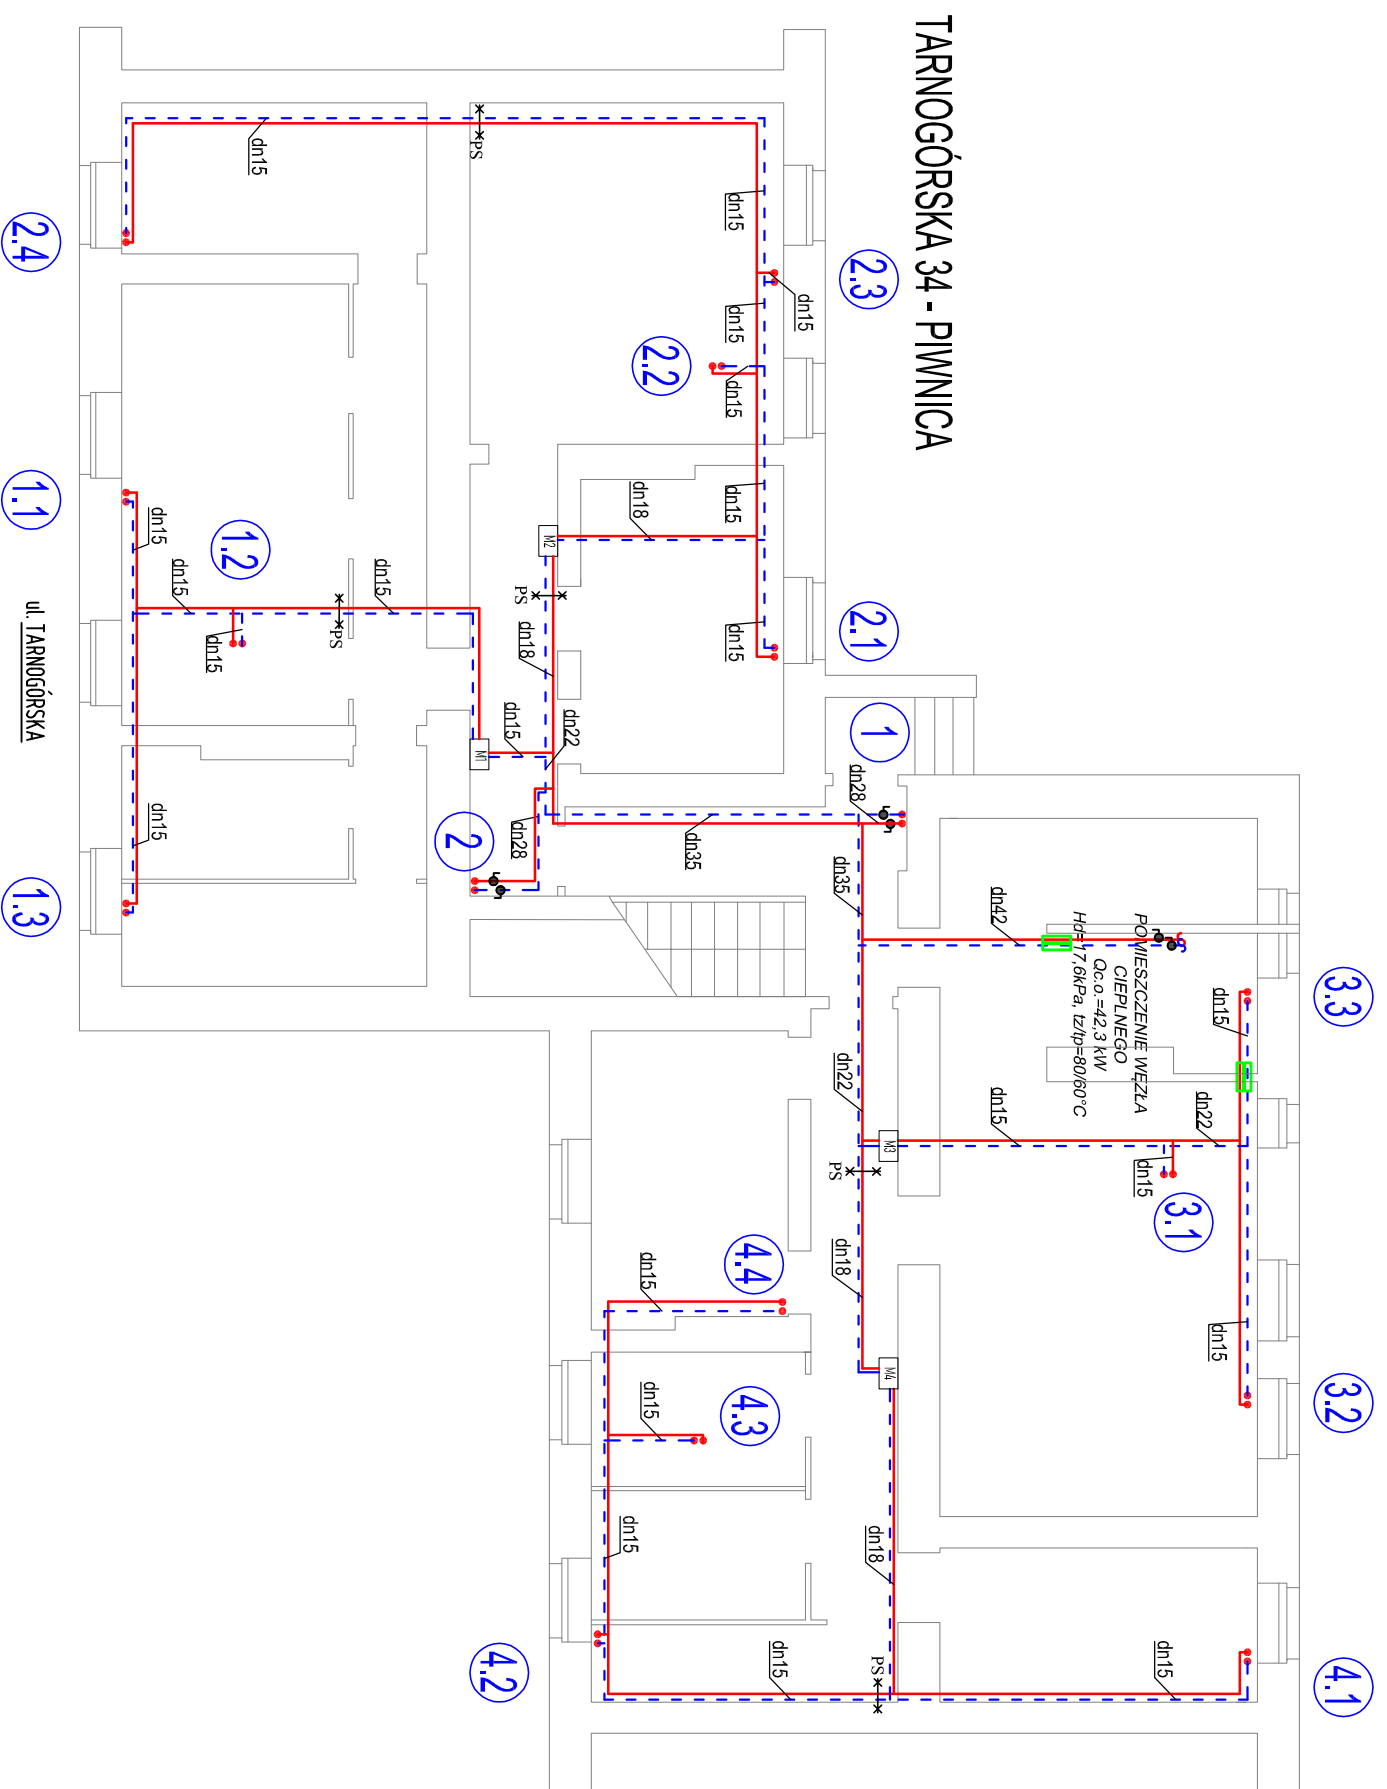 TARNOGÓRSKA 34 - PIWNICA
dn15
PS
dn15
2.4
2.3
dn15
dn15
2.2
dn15
dn18
dn15
M2
PS
2.1
dn15
dn18
1.1
dn15
1.2
dn15
dn15
PS
dn15
ul. TARNOGÓRSKA
dn15
dn22
M1
1
dn28
dn15
2
dn28
dn35
dn35
1.3
dn42
POMIESZCZENIE WĘZŁA
CIEPLNEGO
Qc.o.=42,3 kW
Hd=17,6kPa, tz/tp=80/60°C
3.3
dn15
dn22
dn22
dn15
M3
PS
dn15
3.1
dn18
4.4
dn15
dn15
3.2
M4
4.3
dn15
dn15
dn18
4.2
dn15
PS
dn15
4.1